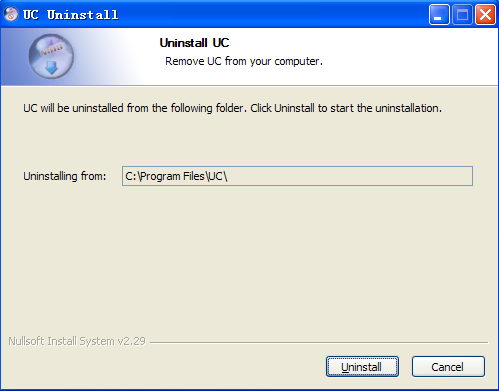 UC Uninstall
Uninstall UC
Remove UC from your computer.
UC will be uninstalled from the following folder. Click Uninstall to start the uninstallation.
Uninstalling from: C:\Program Files\UC\
Nullsoft Install System v2.29
Uninstall Cancel